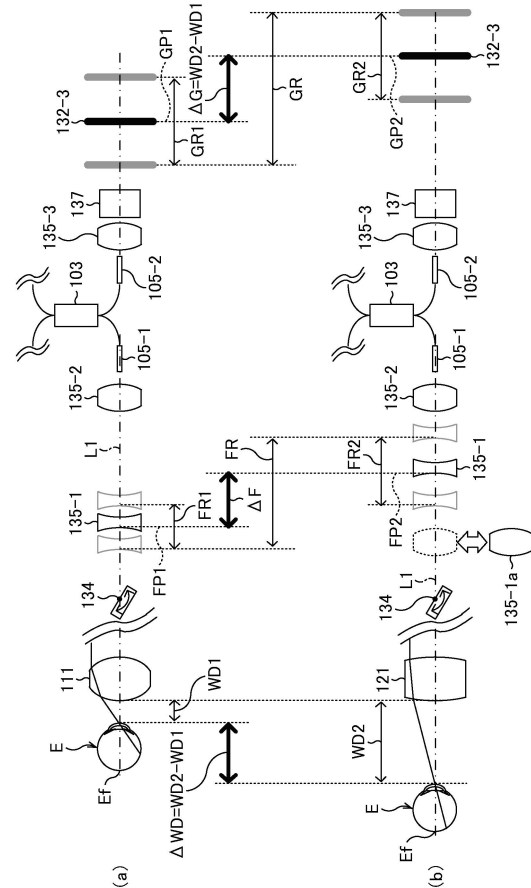 (a)
E
Ef
111
WD1
134
135-1
FP1
FR1
L1
135-2
105-1
103
105-2
135-3
137
132-3
GP1
GR1
ΔWD=WD2-WD1
ΔF
FR
ΔG=WD2-WD1
GR
(b)
E
Ef
121
WD2
134
L1
135-1a
FP2
FR2
135-1
135-2
105-1
103
105-2
135-3
137
GP2
GR2
132-3